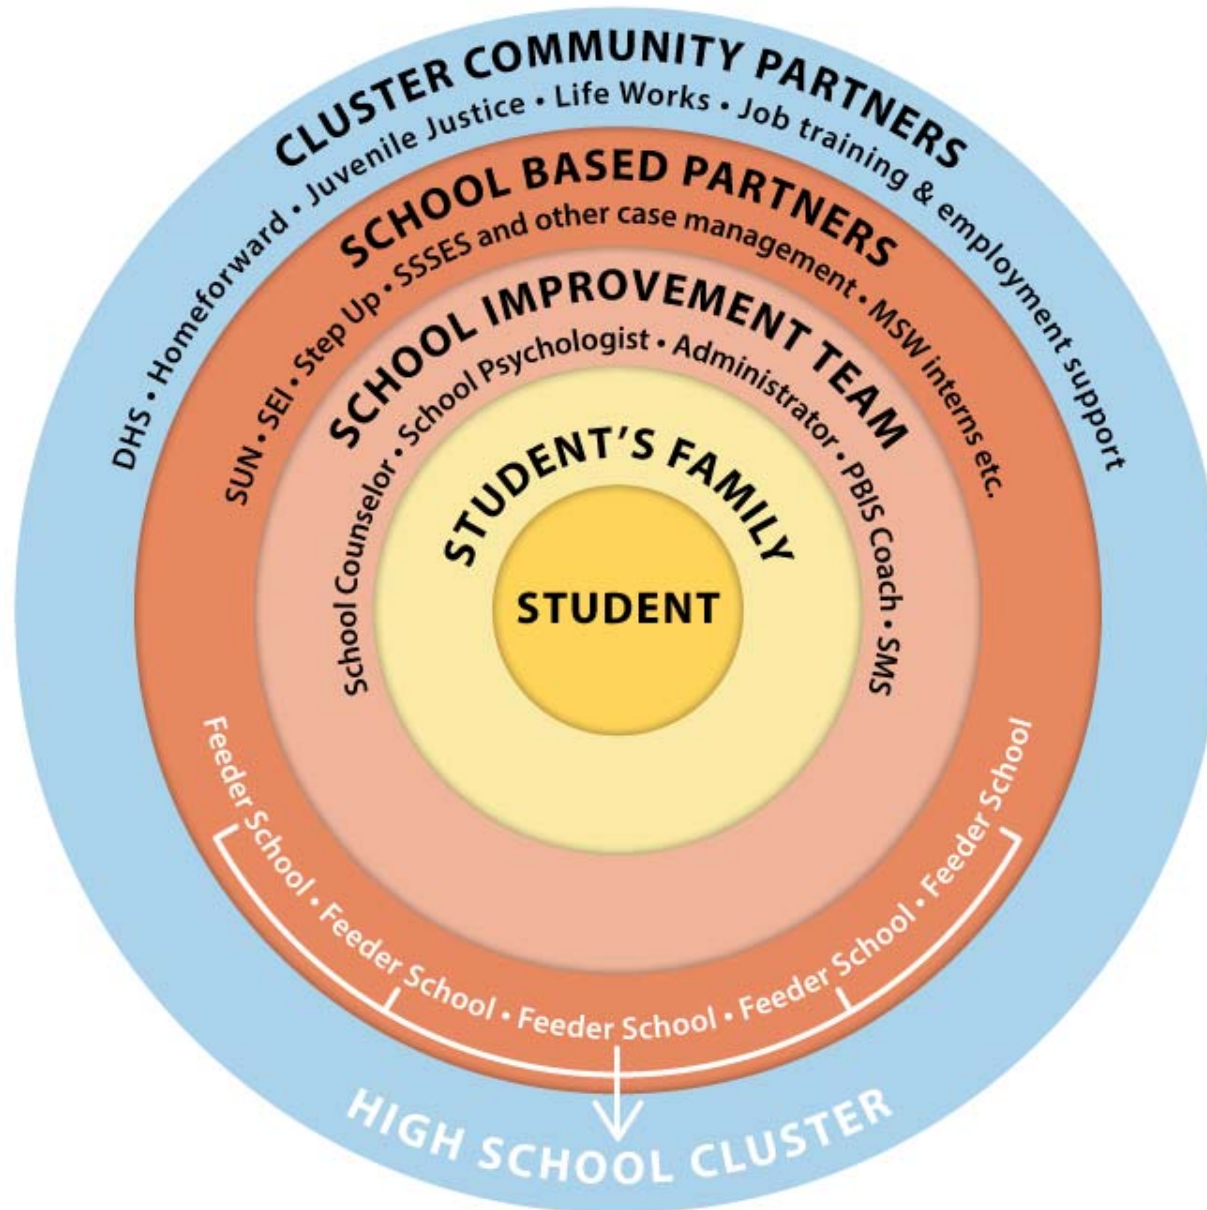 CLUSTER COMMUNITY PARTNERS
DHS • Homeforward • Juvenile Justice • Life Works • Job training & employment support
SCHOOL BASED PARTNERS
SUN • SEI • Step Up • SSSES and other case management • MSW interns etc.
SCHOOL IMPROVEMENT TEAM
School Counselor • School Psychologist • Administrator • PBIS Coach • SMS
STUDENT’S FAMILY
STUDENT
Feeder School • Feeder School • Feeder School • Feeder School • Feeder School
HIGH SCHOOL CLUSTER